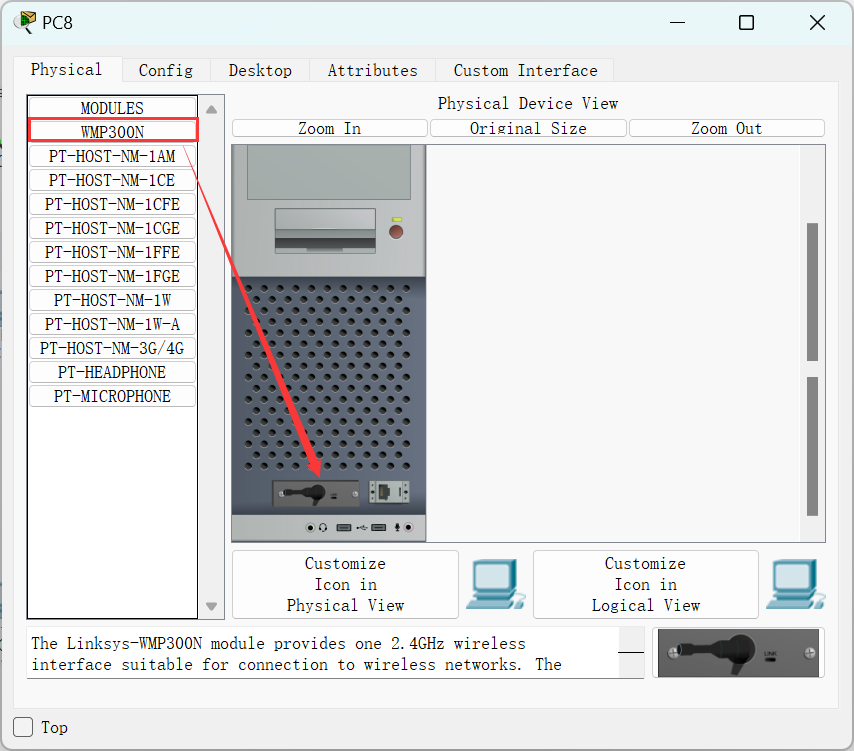 PC8
Physical
Config
Desktop
Attributes
Custom Interface
MODULES
WMP300N
PT-HOST-NM-1AM
PT-HOST-NM-1CE
PT-HOST-NM-1CFE
PT-HOST-NM-1CGE
PT-HOST-NM-1FFE
PT-HOST-NM-1FGE
PT-HOST-NM-1W
PT-HOST-NM-1W-A
PT-HOST-NM-3G/4G
PT-HEADPHONE
PT-MICROPHONE
Physical Device View
Zoom In
Original Size
Zoom Out
Customize
Icon in
Physical View
Customize
Icon in
Logical View
The Linksys-WMP300N module provides one 2.4GHz wireless
interface suitable for connection to wireless networks. The
LINK
Top